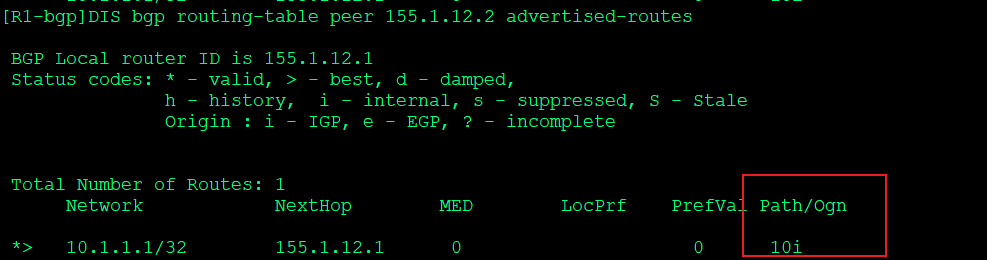 [R1-bgp]DIS bgp routing-table peer 155.1.12.2 advertised-routes
BGP Local router ID is 155.1.12.1
Status codes: * - valid, > - best, d - damped,
h - history,  i - internal, s - suppressed, S - Stale
Origin : i - IGP, e - EGP, ? - incomplete
Total Number of Routes: 1
Network NextHop MED LocPrf PrefVal Path/Ogn
*> 10.1.1.1/32 155.1.12.1 0 0 10i